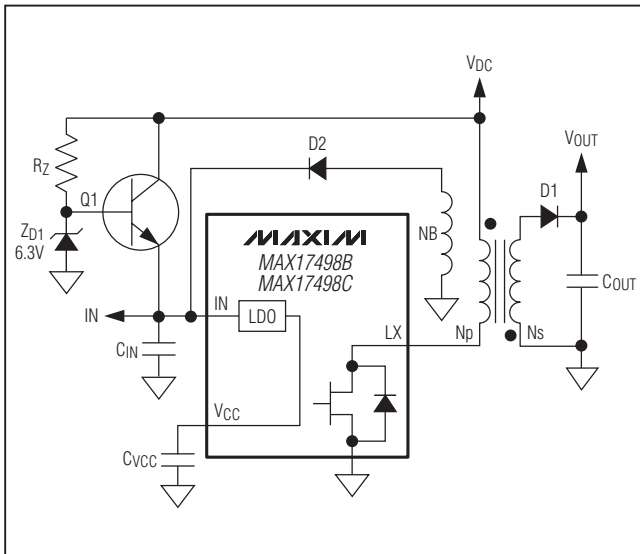 VDC
VOUT
D2
D1
RZ
Q1
ZD1
6.3V
NB
MAXIM
MAX17498B
MAX17498C
COUT
IN
IN
LDO
LX
Np
Ns
CIN
VCC
CVCC